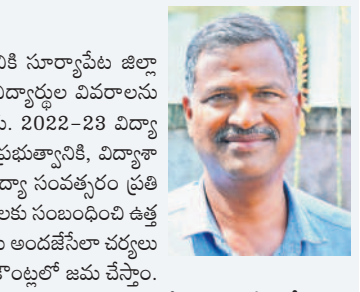 నికి సూర్యాపేట జిల్లా
విద్యార్థుల వివరాలను
2022-23 విద్యా
ప్రభుత్వానికి, విద్యాశా
ద్యా సంవత్సరం ప్రతి
లకు సంబంధించి ఉత్త
అందజేసేలా చర్యలు
కౌంట్లలో జమ చేస్తాం.